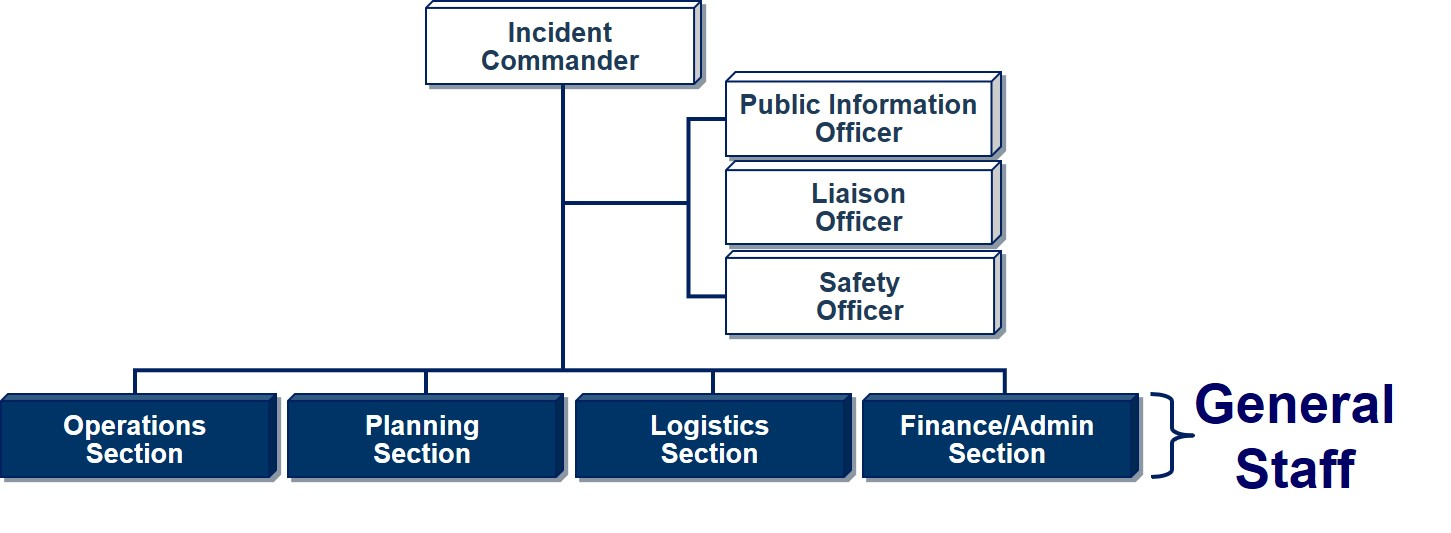 Incident
Commander
Public Information
Officer
Liaison
Officer
Safety
Officer
Operations
Section
Planning
Section
Logistics
Section
Finance/Admin
Section
General
Staff